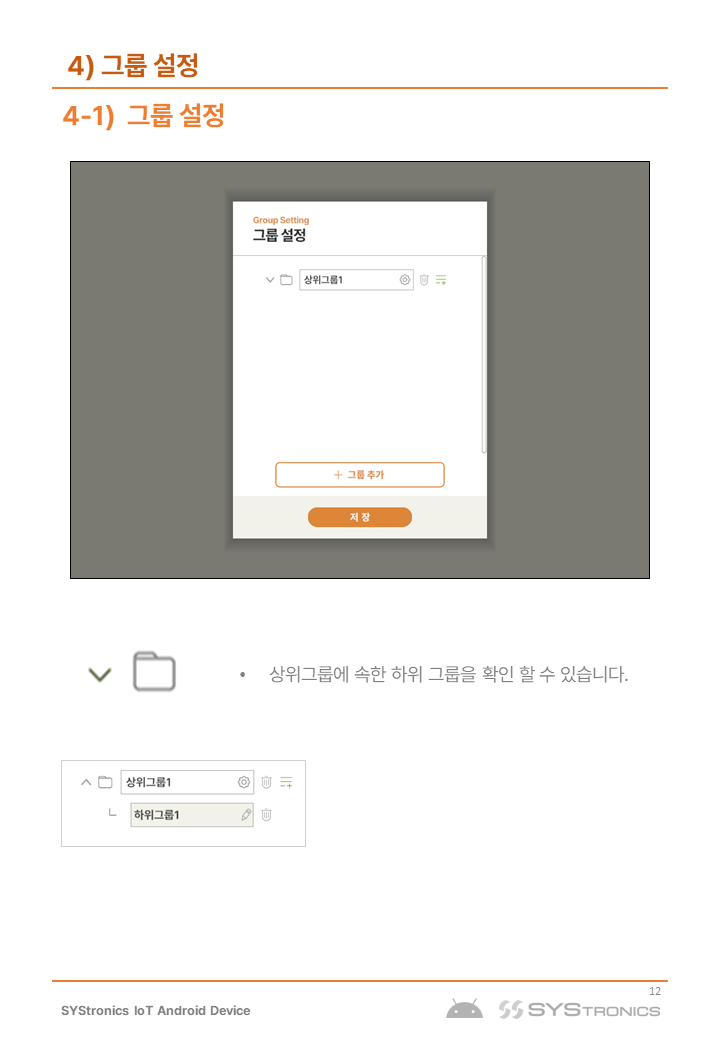 4) 그룹 설정
4-1) 그룹 설정
Group Setting
그룹 설정
상위그룹1
+ 그룹 추가
저 장
• 상위그룹에 속한 하위 그룹을 확인 할 수 있습니다.
상위그룹1
하위그룹1
12
SYStronics IoT Android Device
SYSTRONICS